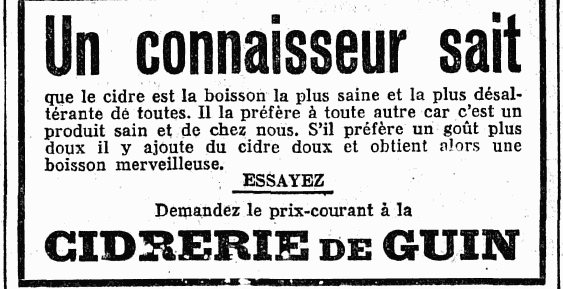 Un connaisseur sait
que le cidre est la boisson la plus saine et la plus désal-
térante de toutes. Il la préfère à toute autre car c'est un
produit sain et de chez nous. S'il préfère un goût plus
doux il y ajoute du cidre doux et obtient alors une
boisson merveilleuse.
ESSAYEZ
Demandez le prix-courant à la
CIDRERIE DE GUIN